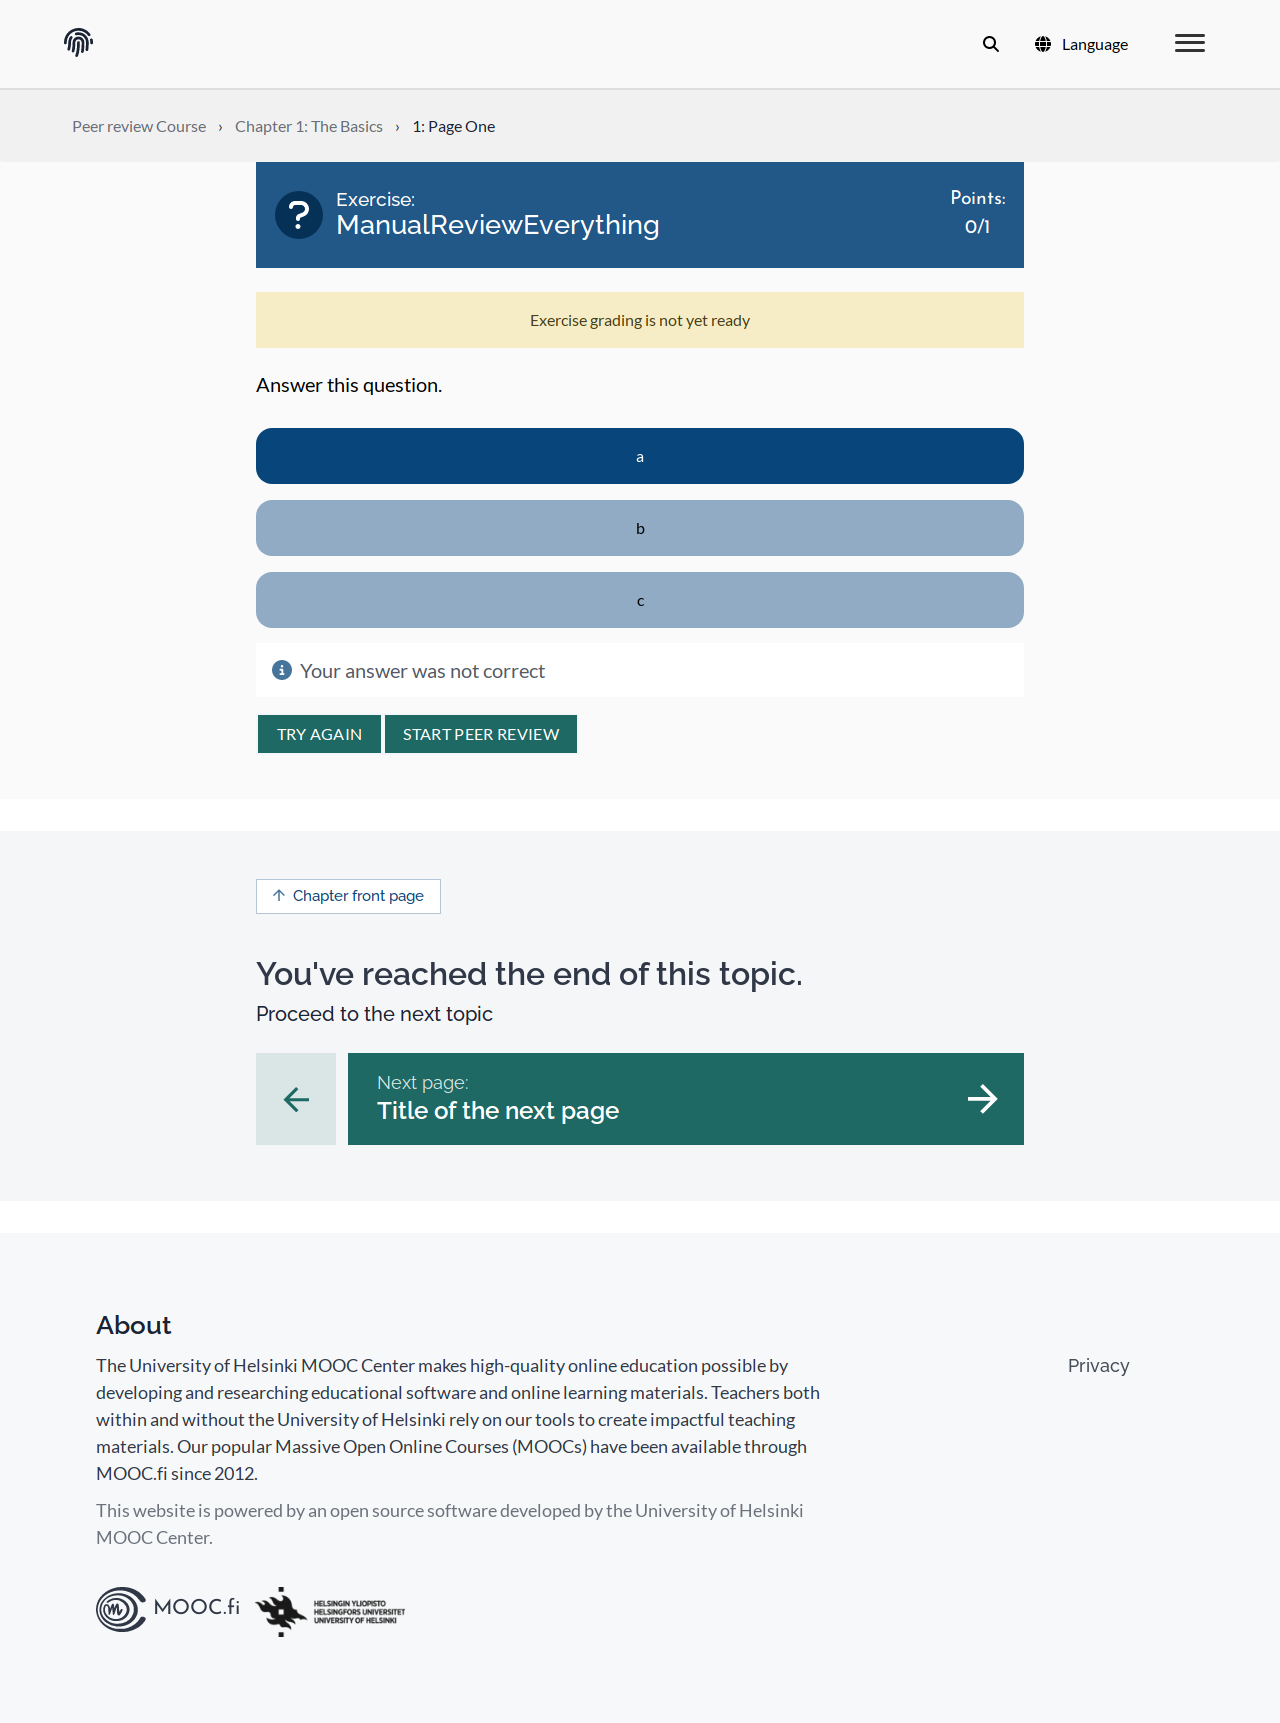 Language
Peer review Course › Chapter 1: The Basics › 1: Page One
Exercise:
ManualReviewEverything
Points:
0/1
Exercise grading is not yet ready
Answer this question.
a
b
c
Your answer was not correct
TRY AGAIN
START PEER REVIEW
Chapter front page
You've reached the end of this topic.
Proceed to the next topic
Next page:
Title of the next page
About
The University of Helsinki MOOC Center makes high-quality online education possible by
developing and researching educational software and online learning materials. Teachers both
within and without the University of Helsinki rely on our tools to create impactful teaching
materials. Our popular Massive Open Online Courses (MOOCs) have been available through
MOOC.fi since 2012.
This website is powered by an open source software developed by the University of Helsinki
MOOC Center.
Privacy
MOOC.fi
HELSINGIN YLIOPISTO
HELSINGFORS UNIVERSITET
UNIVERSITY OF HELSINKI